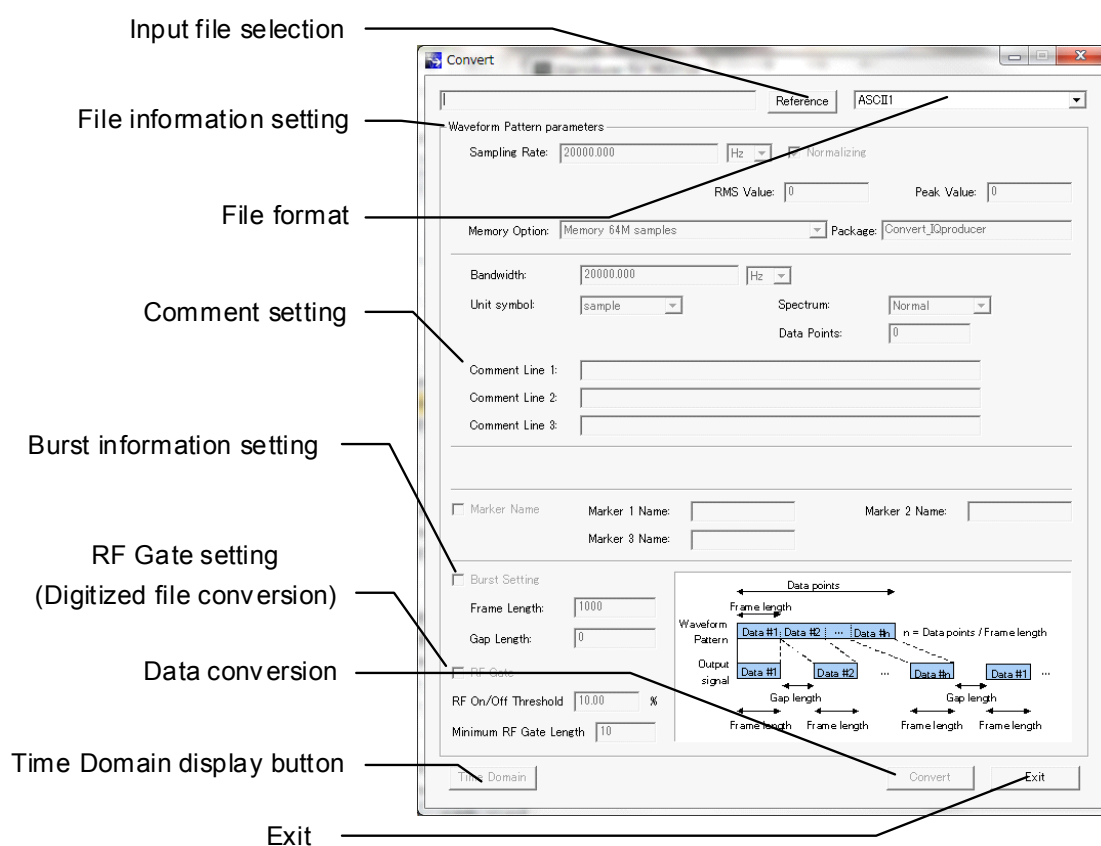 Input file selection
Convert
Reference
ASCⅡ1
File information setting
Waveform Pattern parameters
Sampling Rate: 20000.000 Hz Normalizing
RMS Value: 0 Peak Value: 0
File format
Memory Option: Memory 64M samples Package: Convert_IQproducer
Bandwidth: 20000.000 Hz
Comment setting
Unit symbol: sample Spectrum: Normal
Data Points: 0
Comment Line 1:
Comment Line 2:
Comment Line 3:
Burst information setting
Marker Name Marker 1 Name: Marker 2 Name:
Marker 3 Name:
RF Gate setting
(Digitized file conversion)
Burst Setting
Frame Length: 1000
Gap Length: 0
Data points
Frame length
Waveform
Pattern
Data #1 Data #2 ... Data #n n = Data points / Frame length
Output
signal
Data #1 Data #2 ... Data #n Data #1 ...
Gap length Gap length
Frame length Frame length Frame length Frame length
Data conversion
RF Gate
RF On/Off Threshold 10.00 %
Minimum RF Gate Length 10
Time Domain display button
Time Domain Convert Exit
Exit